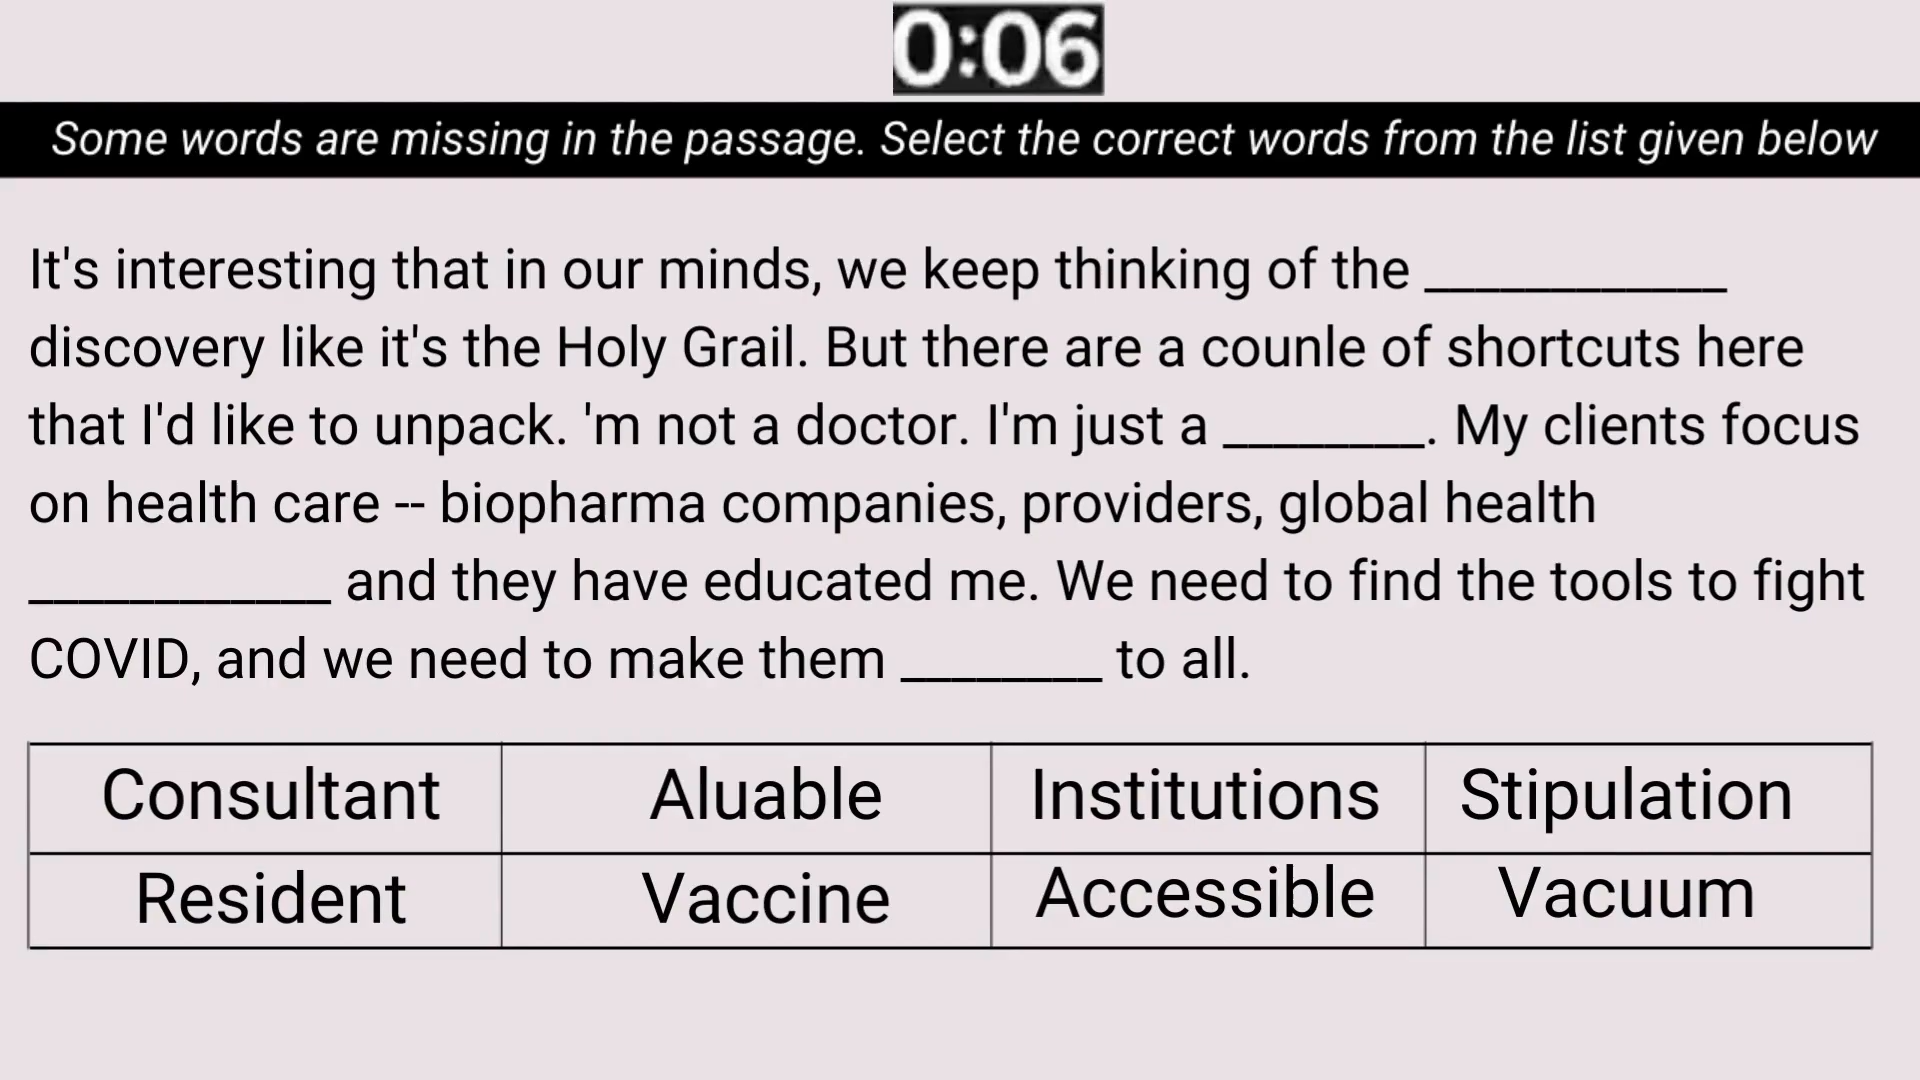 0:06
Some words are missing in the passage. Select the correct words from the list given below
It's interesting that in our minds, we keep thinking of the ____________
discovery like it's the Holy Grail. But there are a counle of shortcuts here
that I'd like to unpack. 'm not a doctor. I'm just a ________. My clients focus
on health care -- biopharma companies, providers, global health
____________ and they have educated me. We need to find the tools to fight
COVID, and we need to make them ________ to all.
Consultant Aluable Institutions Stipulation
Resident Vaccine Accessible Vacuum